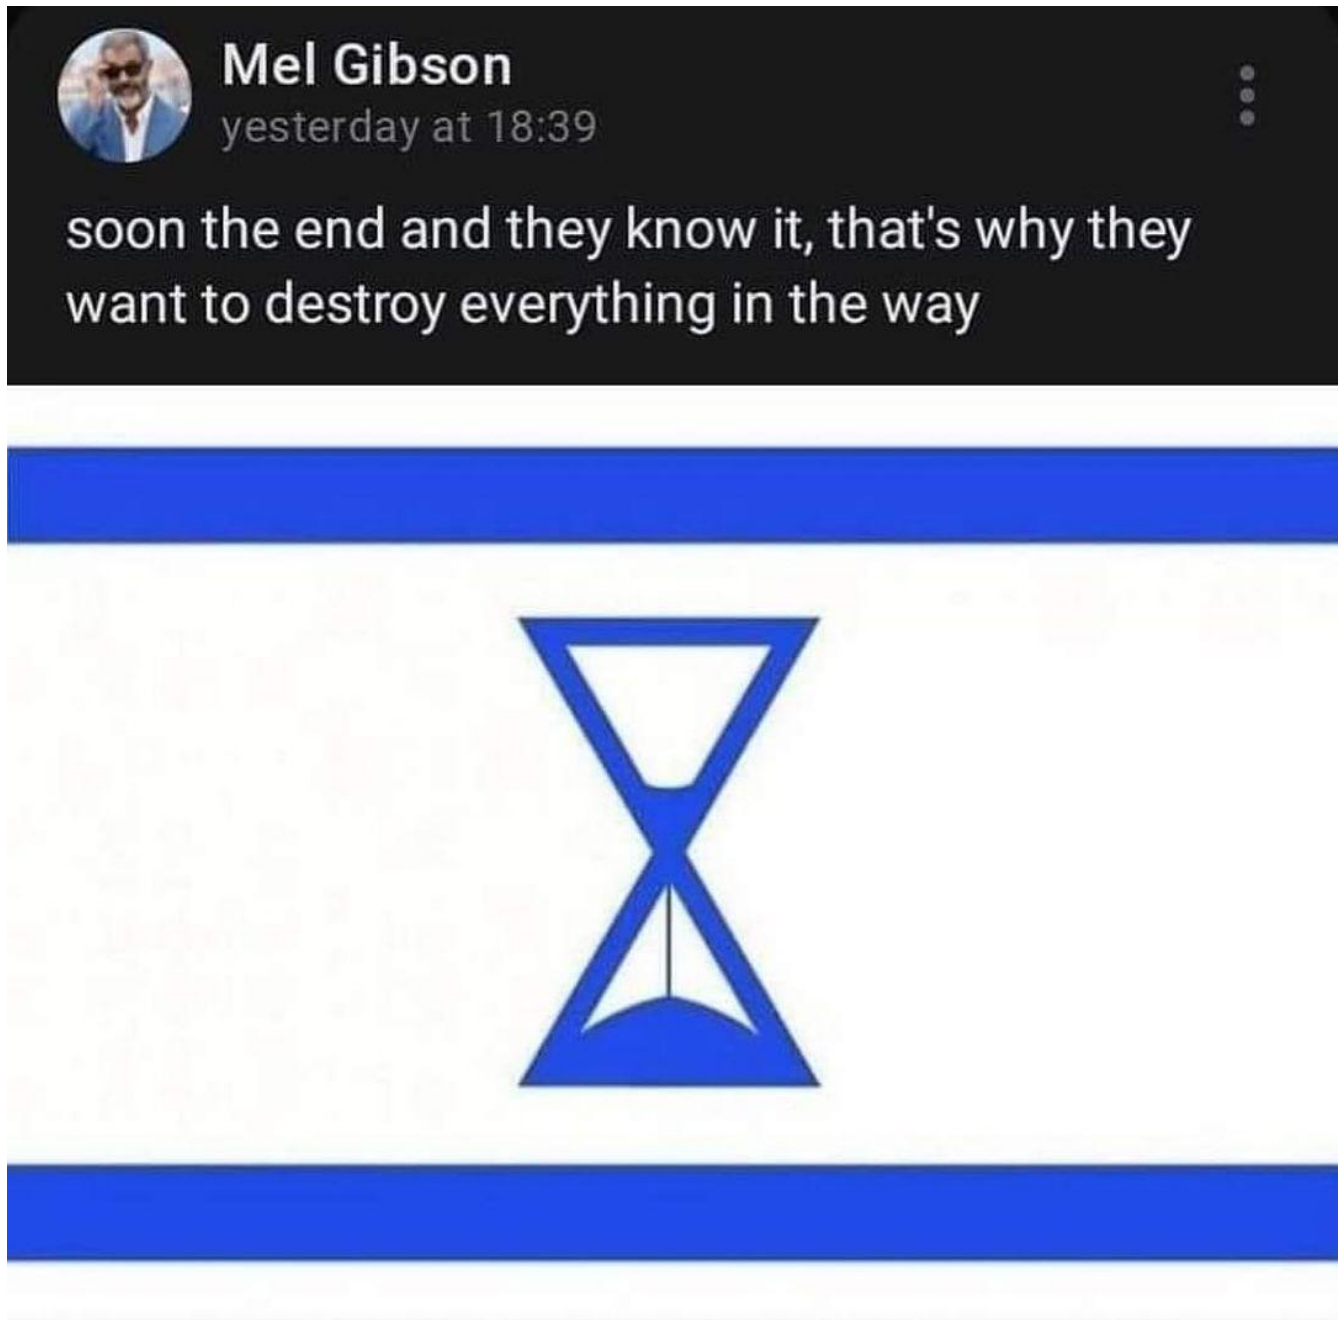 Mel Gibson
yesterday at 18:39
soon the end and they know it, that's why they
want to destroy everything in the way